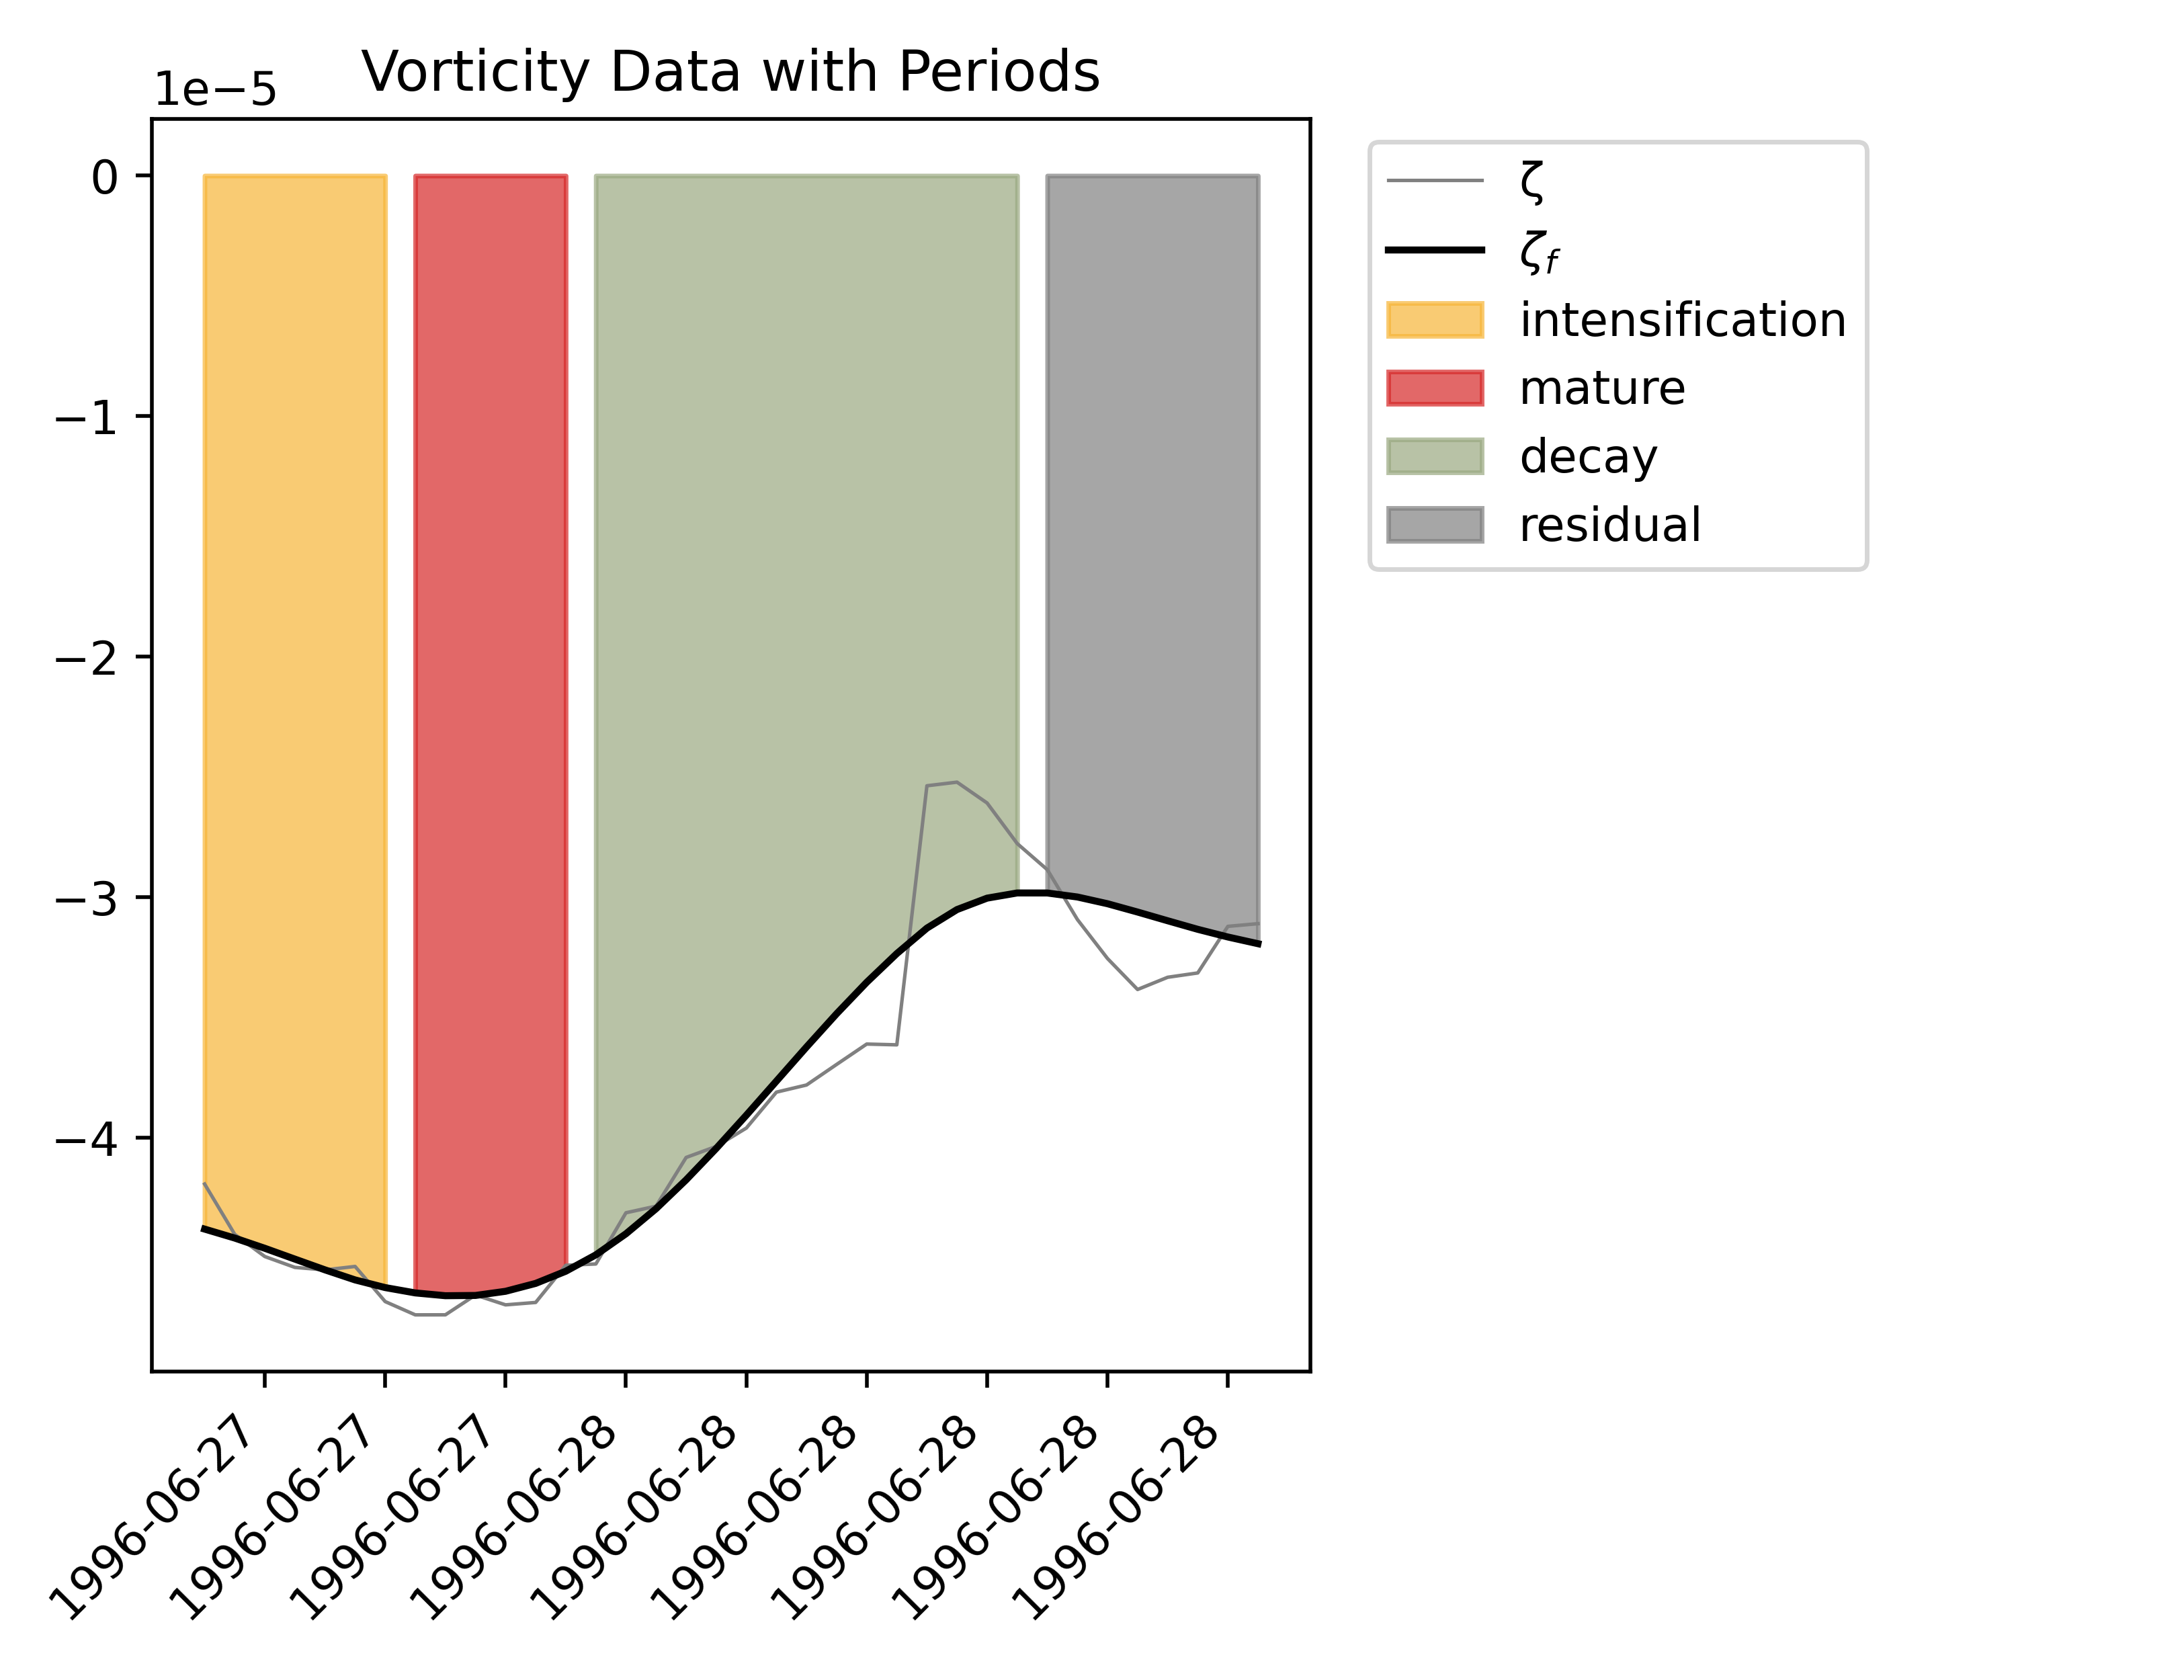 Vorticity Data with Periods
1e−5
0
−1
−2
−3
−4
1996-06-27
1996-06-27
1996-06-27
1996-06-28
1996-06-28
1996-06-28
1996-06-28
1996-06-28
1996-06-28
ζ
ζf
intensification
mature
decay
residual